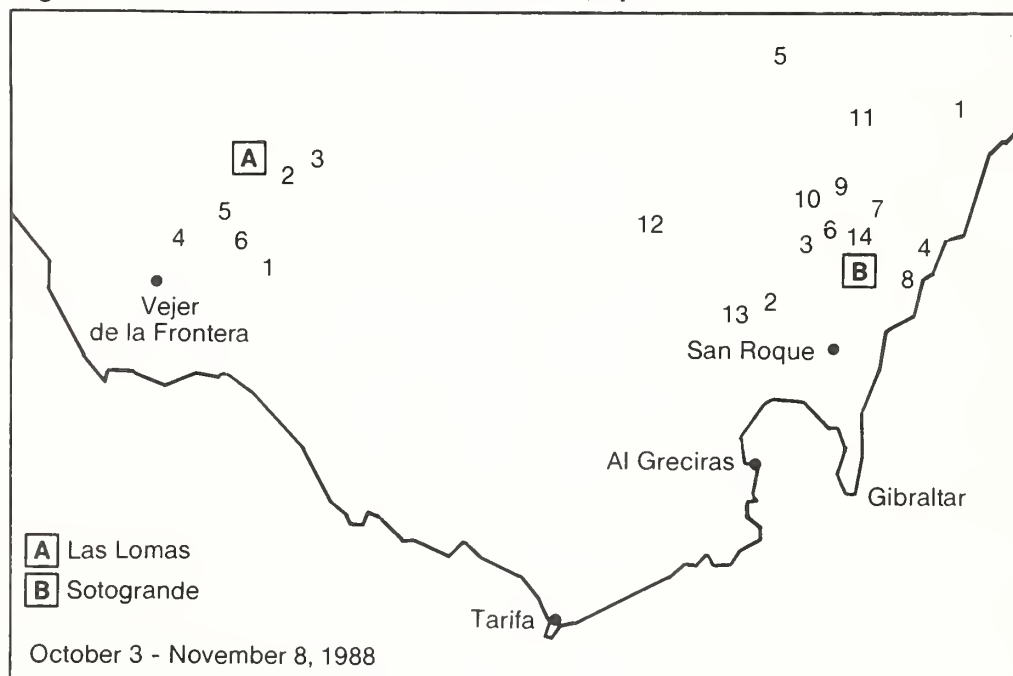 5
11
1
A
2
3
9
10
7
5
12
6
14
4
6
3
4
1
B
8
Vejer
de la Frontera
2
13
San Roque
Al Greciras
Gibraltar
A Las Lomas
B Sotogrande
Tarifa
October 3 - November 8, 1988